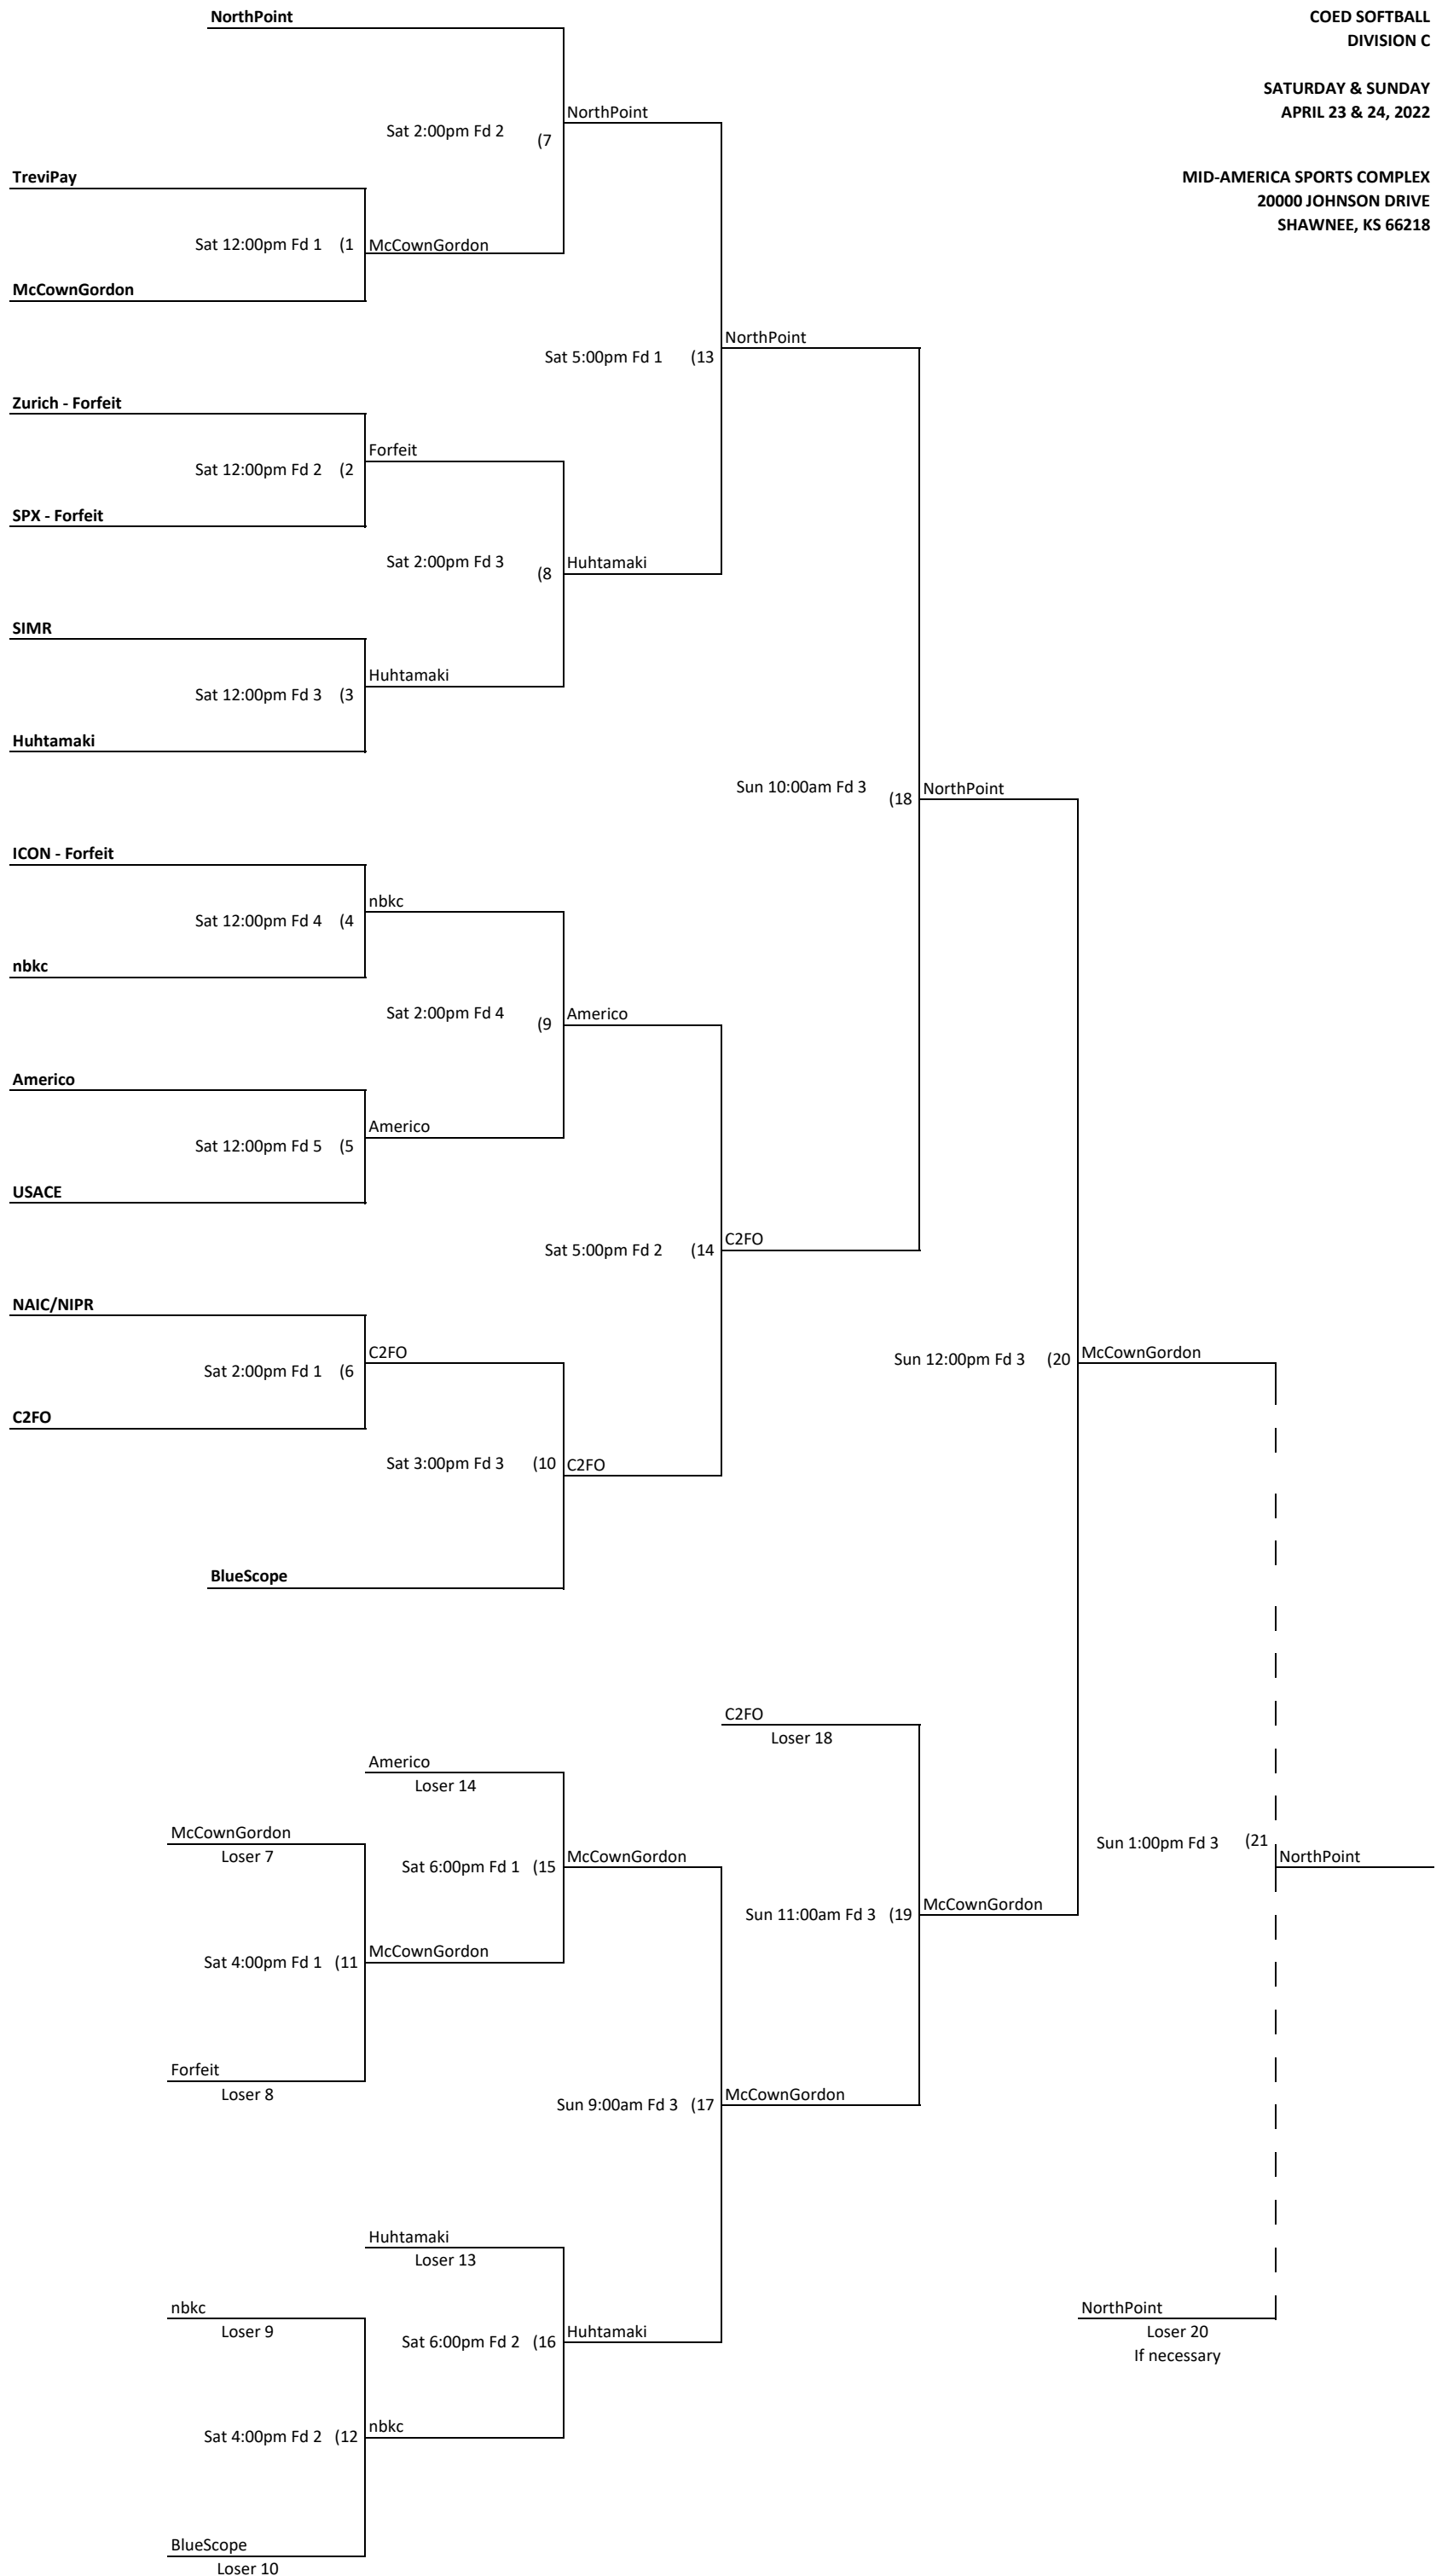 NorthPoint
COED SOFTBALL
DIVISION C
SATURDAY & SUNDAY
APRIL 23 & 24, 2022
NorthPoint
Sat 2:00pm Fd 2 (7
TreviPay
MID-AMERICA SPORTS COMPLEX
20000 JOHNSON DRIVE
SHAWNEE, KS 66218
Sat 12:00pm Fd 1 (1
McCownGordon
McCownGordon
NorthPoint
Sat 5:00pm Fd 1 (13
Zurich - Forfeit
Forfeit
Sat 12:00pm Fd 2 (2
SPX - Forfeit
Sat 2:00pm Fd 3 (8
Huhtamaki
SIMR
Huhtamaki
Sat 12:00pm Fd 3 (3
Huhtamaki
Sun 10:00am Fd 3 (18
NorthPoint
ICON - Forfeit
nbkc
Sat 12:00pm Fd 4 (4
nbkc
Sat 2:00pm Fd 4 (9
Americo
Americo
Americo
Sat 12:00pm Fd 5 (5
USACE
C2FO
Sat 5:00pm Fd 2 (14
NAIC/NIPR
C2FO
Sun 12:00pm Fd 3 (20
McCownGordon
Sat 2:00pm Fd 1 (6
C2FO
Sat 3:00pm Fd 3 (10
C2FO
BlueScope
C2FO
Loser 18
Americo
Loser 14
McCownGordon
Loser 7
Sun 1:00pm Fd 3 (21
NorthPoint
Sat 6:00pm Fd 1 (15
McCownGordon
Sun 11:00am Fd 3 (19
McCownGordon
Sat 4:00pm Fd 1 (11
McCownGordon
Forfeit
Loser 8
Sun 9:00am Fd 3 (17
McCownGordon
Huhtamaki
Loser 13
nbkc
Loser 9
NorthPoint
Loser 20
If necessary
Sat 6:00pm Fd 2 (16
Huhtamaki
Sat 4:00pm Fd 2 (12
nbkc
BlueScope
Loser 10